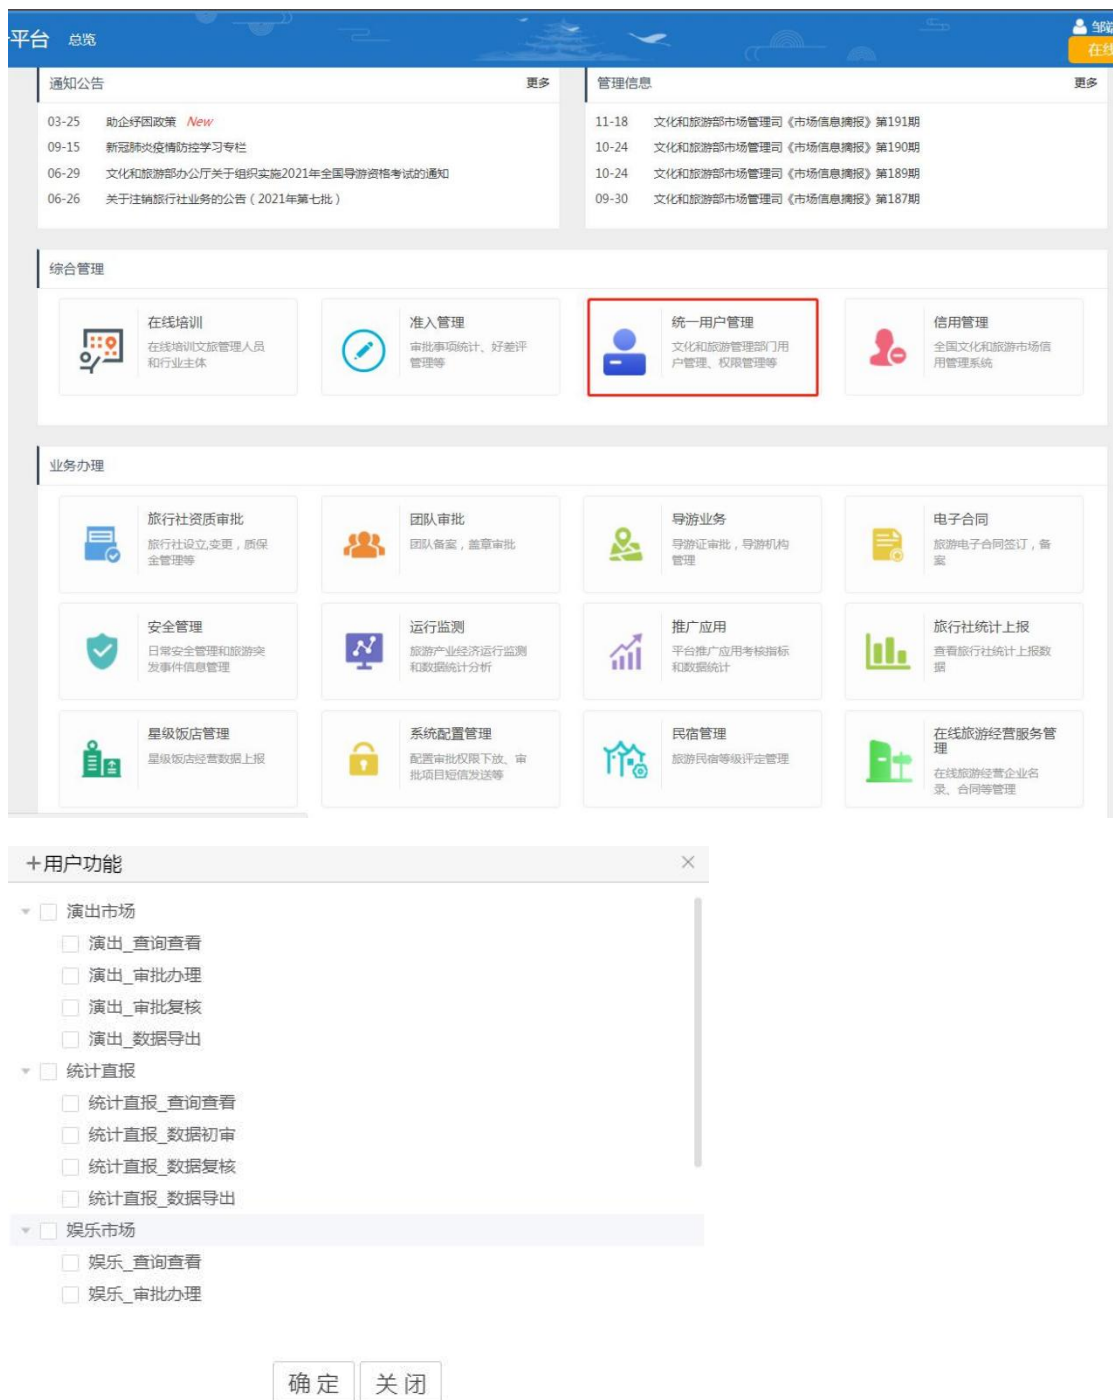 平台 总览
在线
通知公告 更多
03-25 助企纾困政策 New
09-15 新冠肺炎疫情防控学习专栏
06-29 文化和旅游部办公厅关于组织实施2021年全国导游资格考试的通知
06-26 关于注销旅行社业务的公告（2021年第七批）
管理信息 更多
11-18 文化和旅游部市场管理司《市场信息摘报》第191期
10-24 文化和旅游部市场管理司《市场信息摘报》第190期
10-24 文化和旅游部市场管理司《市场信息摘报》第189期
09-30 文化和旅游部市场管理司《市场信息摘报》第187期
综合管理
在线培训
在线培训文旅管理人员
和行业主体
准入管理
审批事项统计、好差评
管理等
统一用户管理
文化和旅游管理部门用
户管理、权限管理等
信用管理
全国文化和旅游市场信
用管理系统
业务办理
旅行社资质审批
旅行社设立,变更，质保
金管理等
团队审批
团队备案，盖章审批
导游业务
导游证审批，导游机构
管理
电子合同
旅游电子合同签订，备
案
安全管理
日常安全管理和旅游突
发事件信息管理
运行监测
旅游产业经济运行监测
和数据统计分析
推广应用
平台推广应用考核指标
和数据统计
旅行社统计上报
查看旅行社统计上报数
据
星级饭店管理
星级饭店经营数据上报
系统配置管理
配置审批权限下放、审
批项目短信发送等
民宿管理
旅游民宿等级评定管理
在线旅游经营服务管
理
在线旅游经营企业名
录、合同等管理
+用户功能
演出市场
演出_查询查看
演出_审批办理
演出_审批复核
演出_数据导出
统计直报
统计直报_查询查看
统计直报_数据初审
统计直报_数据复核
统计直报_数据导出
娱乐市场
娱乐_查询查看
娱乐_审批办理
确定 关闭